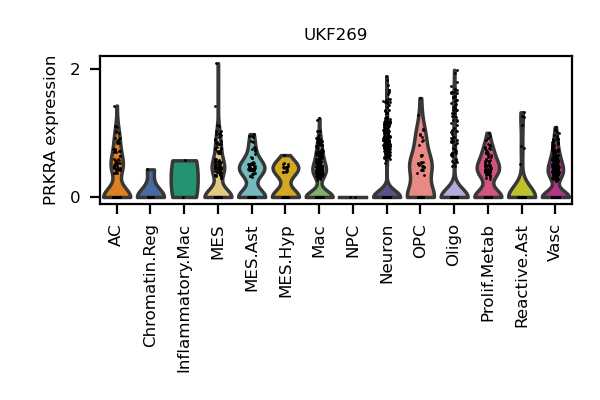 UKF269
PRKRA expression
2
0
AC
Chromatin.Reg
Inflammatory.Mac
MES
MES.Ast
MES.Hyp
Mac
NPC
Neuron
OPC
Oligo
Prolif.Metab
Reactive.Ast
Vasc